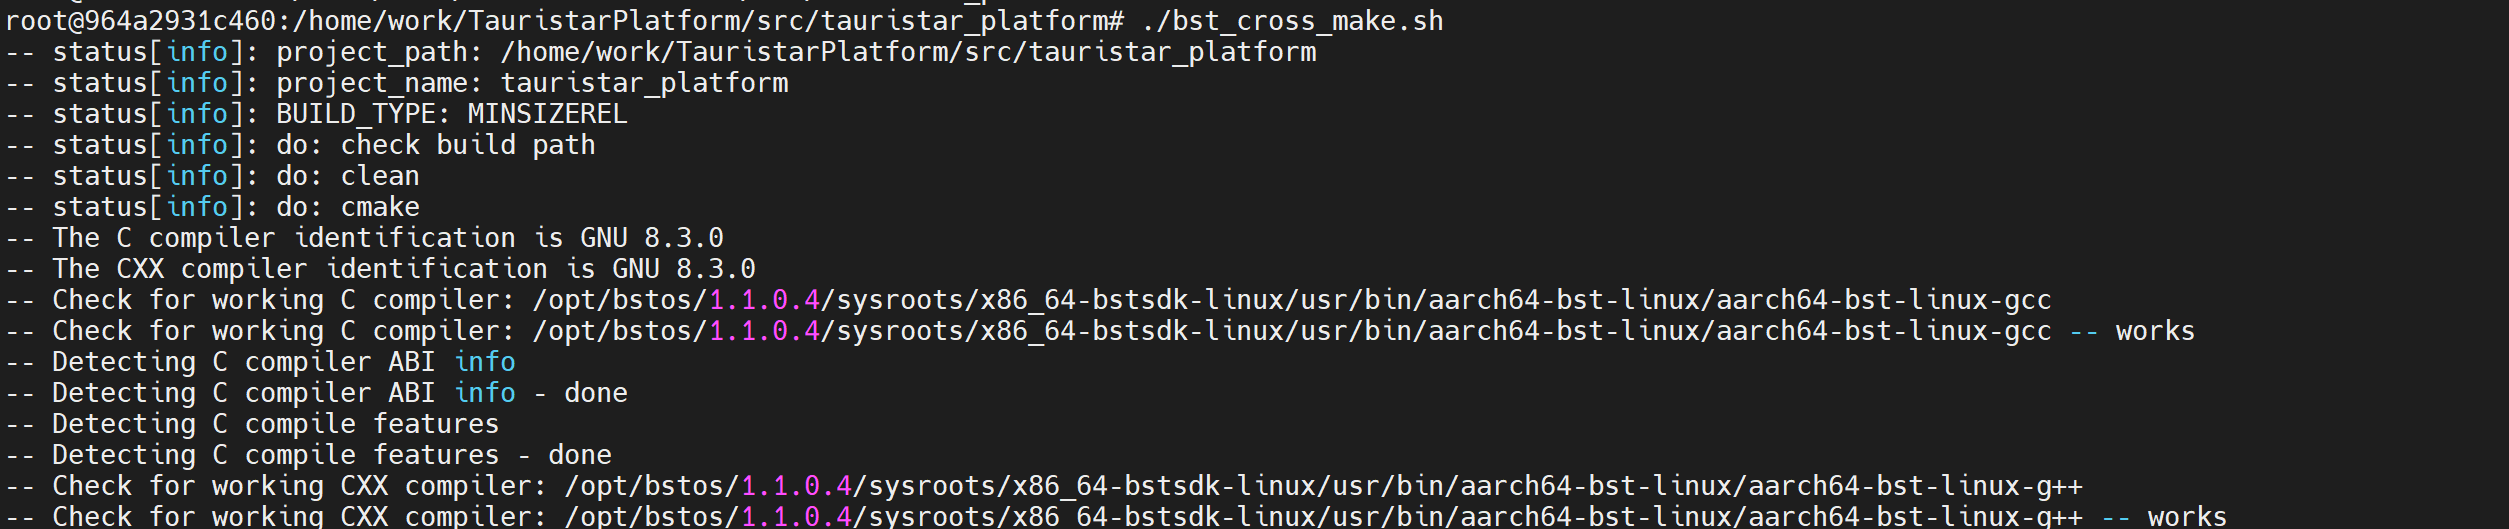 root@964a2931c460:/home/work/TauristarPlatform/src/tauristar_platform# ./bst_cross_make.sh
-- status[info]: project_path: /home/work/TauristarPlatform/src/tauristar_platform
-- status[info]: project_name: tauristar_platform
-- status[info]: BUILD_TYPE: MINSIZEREL
-- status[info]: do: check build path
-- status[info]: do: clean
-- status[info]: do: cmake
-- The C compiler identification is GNU 8.3.0
-- The CXX compiler identification is GNU 8.3.0
-- Check for working C compiler: /opt/bstos/1.1.0.4/sysroots/x86_64-bstsdk-linux/usr/bin/aarch64-bst-linux/aarch64-bst-linux-gcc
-- Check for working C compiler: /opt/bstos/1.1.0.4/sysroots/x86_64-bstsdk-linux/usr/bin/aarch64-bst-linux/aarch64-bst-linux-gcc -- works
-- Detecting C compiler ABI info
-- Detecting C compiler ABI info - done
-- Detecting C compile features
-- Detecting C compile features - done
-- Check for working CXX compiler: /opt/bstos/1.1.0.4/sysroots/x86_64-bstsdk-linux/usr/bin/aarch64-bst-linux/aarch64-bst-linux-g++
-- Check for working CXX compiler: /opt/bstos/1.1.0.4/sysroots/x86_64-bstsdk-linux/usr/bin/aarch64-bst-linux/aarch64-bst-linux-g++ -- works